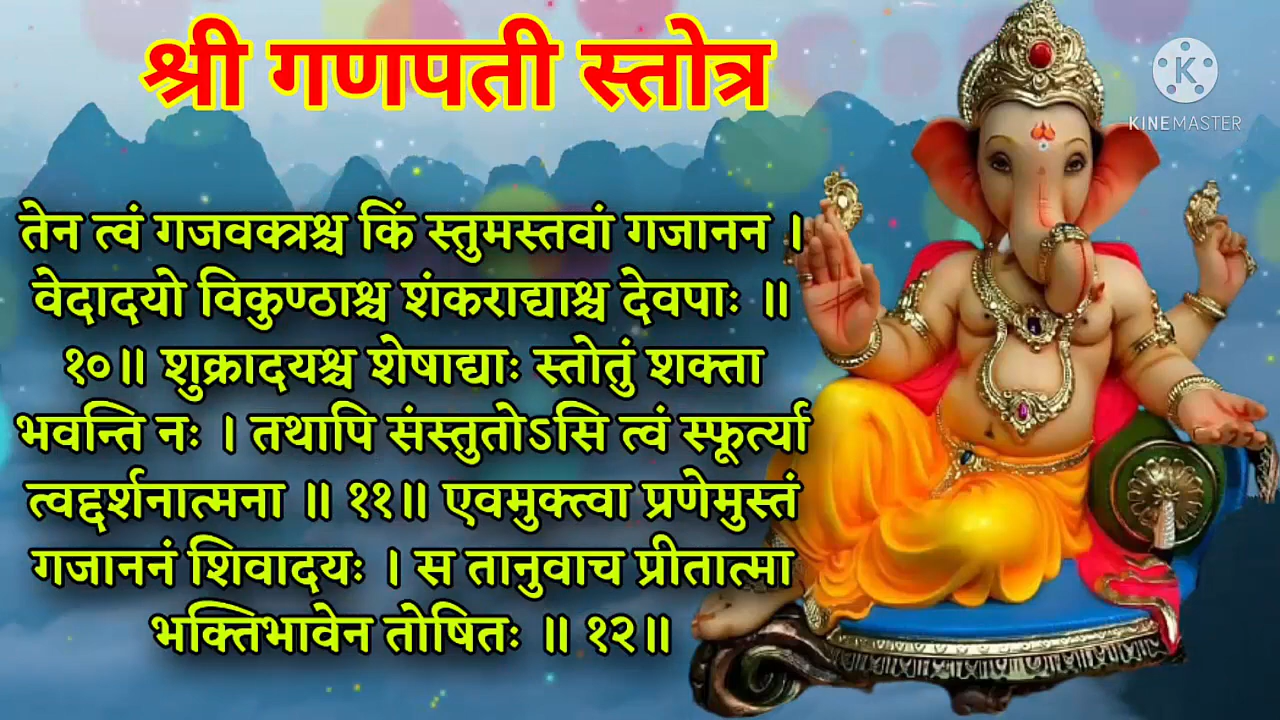 श्री गणपती स्तोत्र
KINEMASTER
तेन त्वं गजवक्त्रश्च किं स्तुमस्तवां गजानन ।
वेदादयो विकुण्ठाश्च शंकराद्याश्च देवपाः ॥
१०॥ शुक्रादयश्च शेषाद्याः स्तोतुं शक्ता
भवन्ति नः । तथापि संस्तुतोऽसि त्वं स्फूर्त्या
त्वद्दर्शनात्मना ॥ ११॥ एवमुक्त्वा प्रणेमुस्तं
गजाननं शिवादयः । स तानुवाच प्रीतात्मा
भक्तिभावेन तोषितः ॥ १२॥